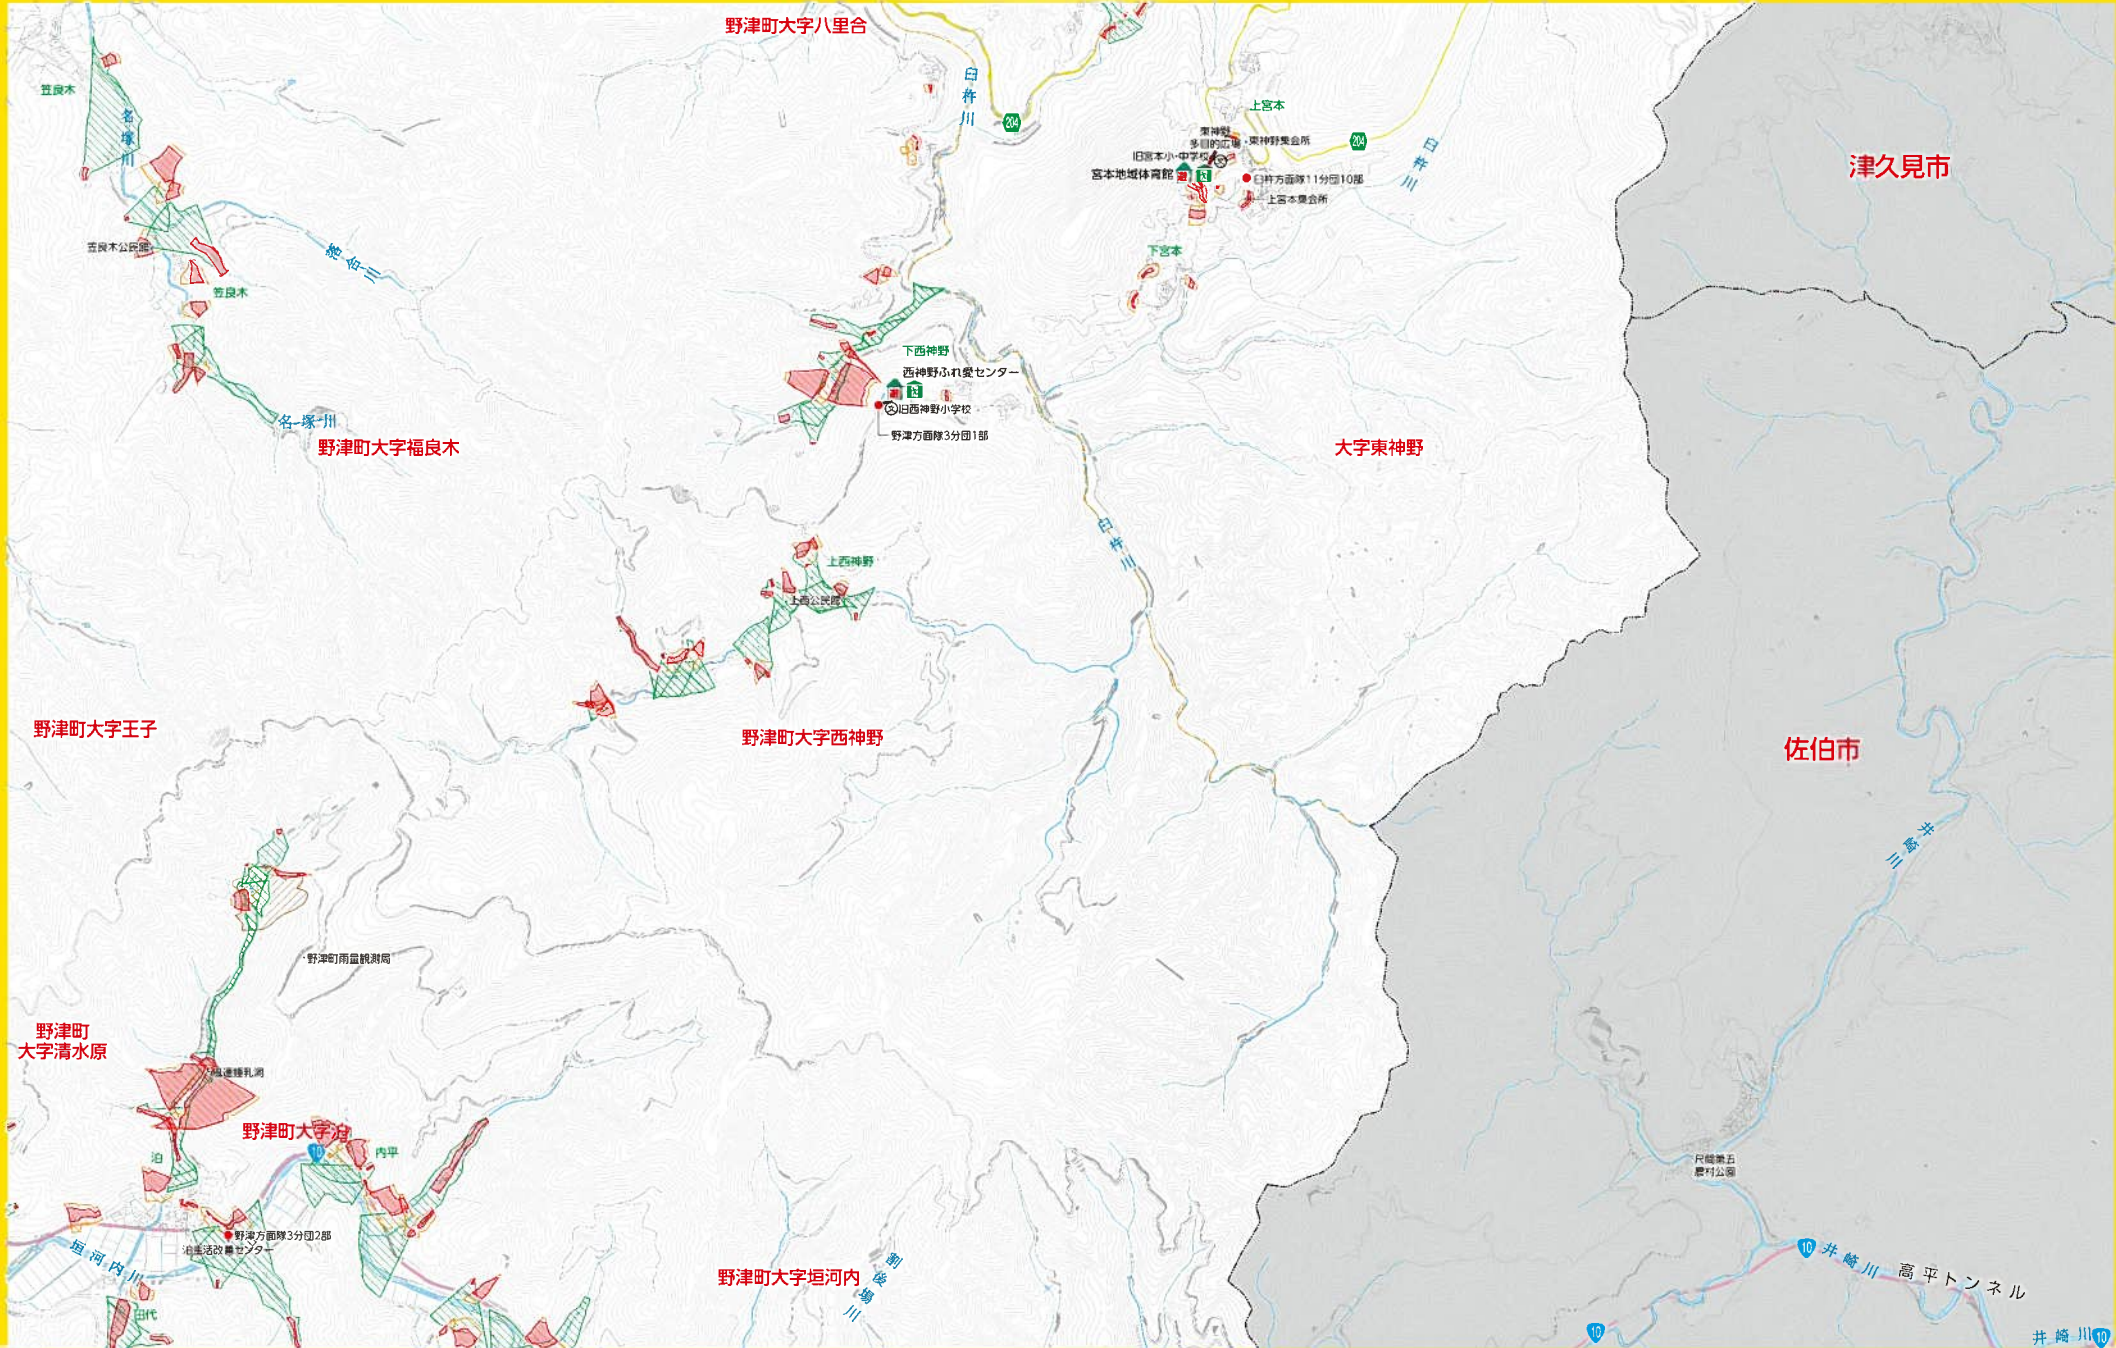 野津町大字八里合
臼杵川
204
上宮本
東神野
多目的広場
東神野集会所
旧宮本小・中学校
宮本地域体育館
遊
臼杵方面隊11分団10部
上宮本集会所
204
臼杵川
津久見市
笠良木
名塚川
笠良木公民館
落合川
笠良木
下宮本
下西神野
西神野ふれ愛センター
旧西神野小学校
野津方面隊3分団1部
名塚川
野津町大字福良木
大字東神野
臼杵川
上西神野
上西公民館
野津町大字王子
野津町大字西神野
佐伯市
井崎川
野津町雨量観測局
野津町
大字清水原
風連鍾乳洞
野津町大字泊
10
内平
泊
尺間第五
農村公園
野津方面隊3分団2部
泊生活改善センター
垣河内川
田代
野津町大字垣河内
割後場川
10
井崎川
高平トンネル
10
井崎川
10